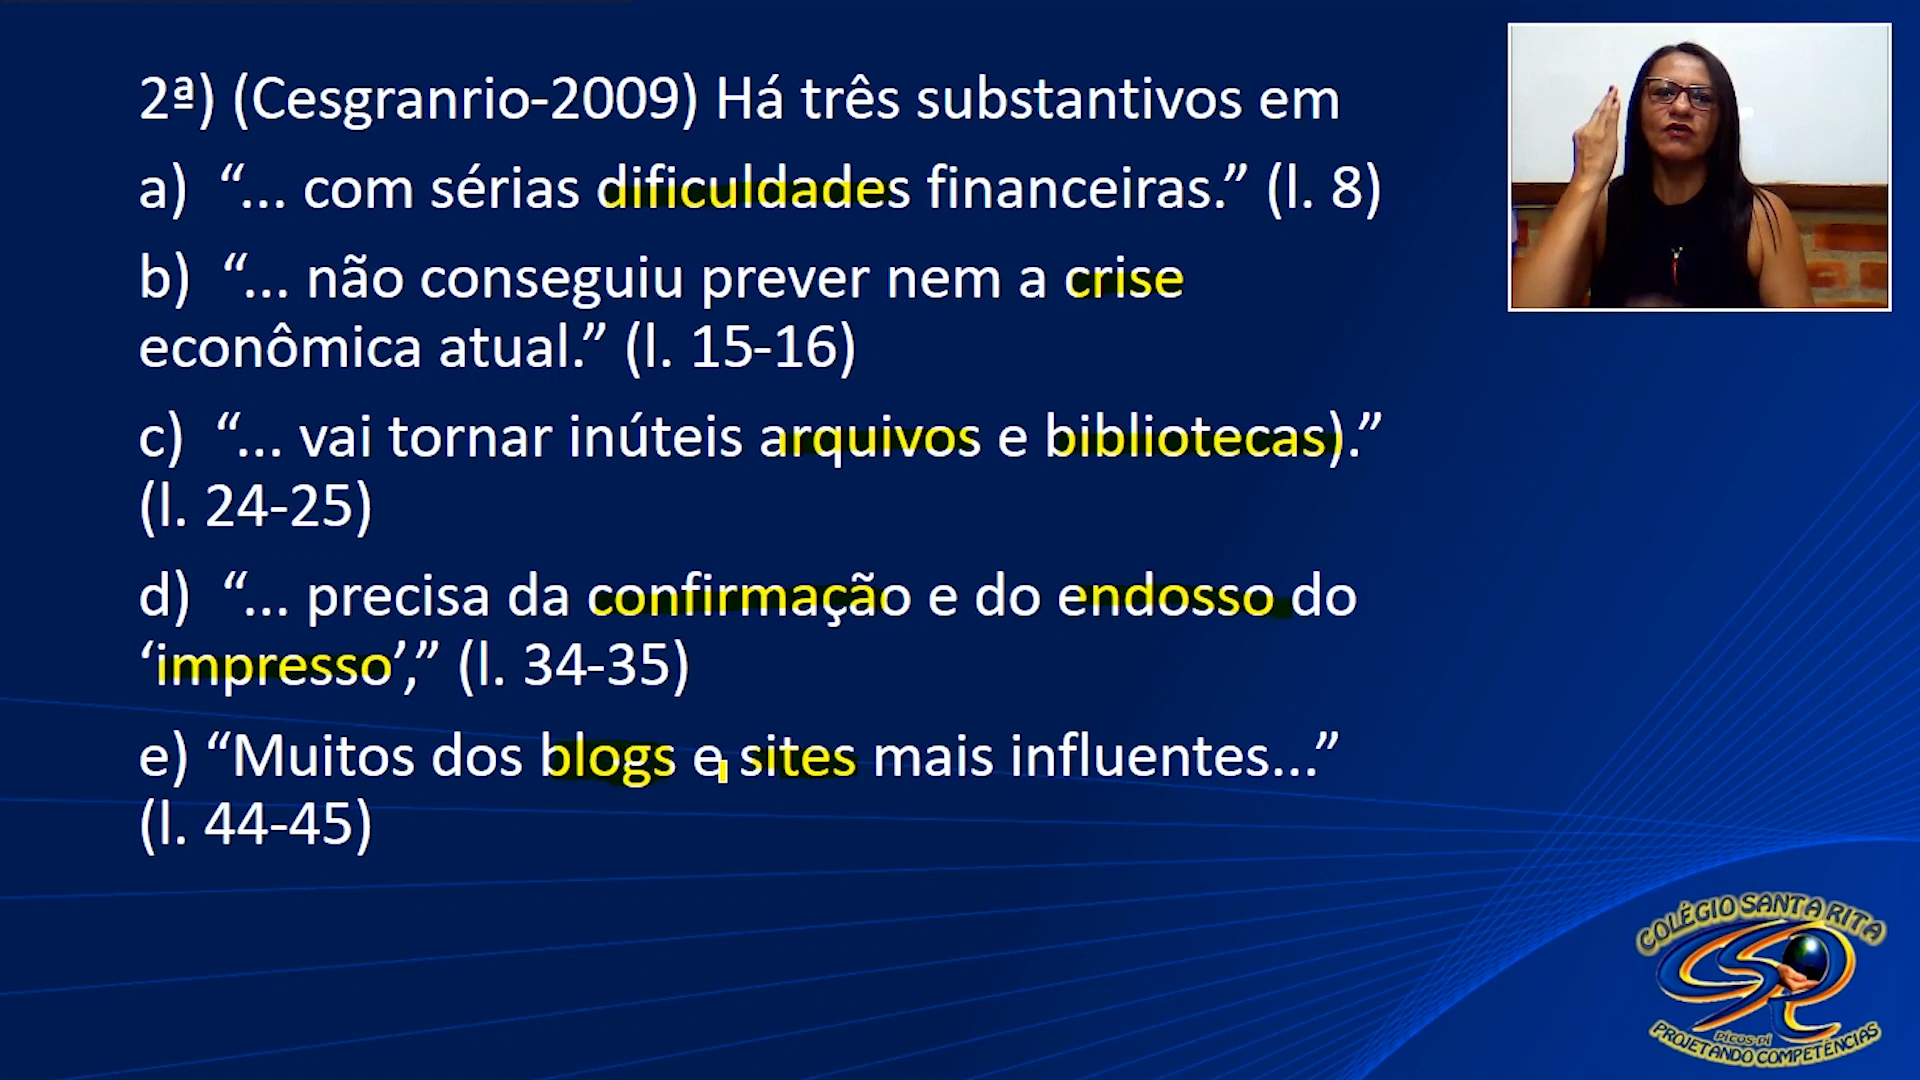 2ª) (Cesgranrio-2009) Há três substantivos em
a) “... com sérias dificuldades financeiras.” (l. 8)
b) “... não conseguiu prever nem a crise
econômica atual.” (l. 15-16)
c) “... vai tornar inúteis arquivos e bibliotecas).”
(l. 24-25)
d) “... precisa da confirmação e do endosso do
‘impresso’,” (l. 34-35)
e) “Muitos dos blogs e sites mais influentes...”
(l. 44-45)
COLÉGIO SANTA RITA
PICOS-PI
PROJETANDO COMPETÊNCIAS